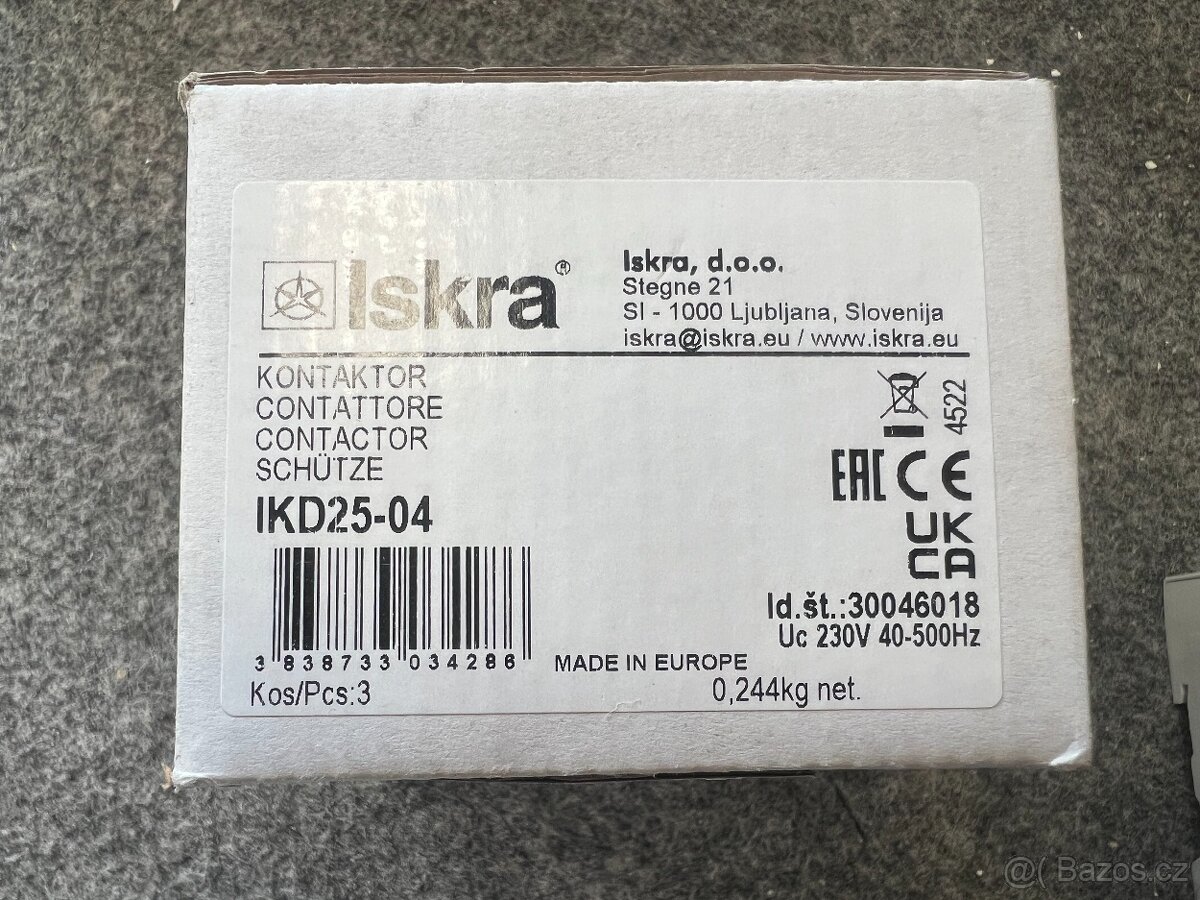 Iskra®
Iskra, d.o.o.
Stegne 21
SI - 1000 Ljubljana, Slovenija
iskra@iskra.eu / www.iskra.eu
KONTAKTOR
CONTATTORE
CONTACTOR
SCHÜTZE
IKD25-04
4522
EAC CE
UK
CA
Id.št.:30046018
Uc 230V 40-500Hz
3 838733 034286
MADE IN EUROPE
Kos/Pcs:3
0,244kg net.
@( Bazos.cz